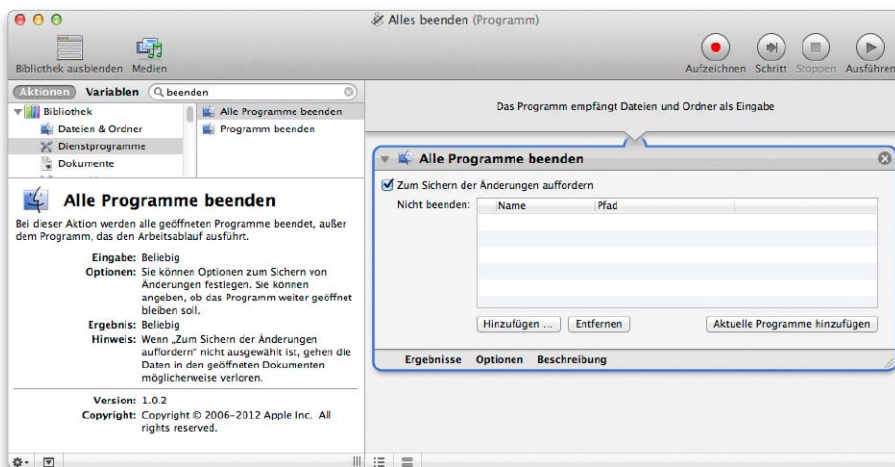 Alles beenden (Programm)
Bibliothek ausblenden Medien
Aufzeichnen Schritt Stoppen Ausführen
Aktionen Variablen beenden
Bibliothek
Dateien & Ordner
Dienstprogramme
Dokumente
Alle Programme beenden
Programm beenden
Alle Programme beenden
Bei dieser Aktion werden alle geöffneten Programme beendet, außer
dem Programm, das den Arbeitsablauf ausführt.
Eingabe: Beliebig
Optionen: Sie können Optionen zum Sichern von
Änderungen festlegen. Sie können
angeben, ob das Programm weiter geöffnet
bleiben soll.
Ergebnis: Beliebig
Hinweis: Wenn „Zum Sichern der Änderungen
auffordern“ nicht ausgewählt ist, gehen die
Daten in den geöffneten Dokumenten
möglicherweise verloren.
Version: 1.0.2
Copyright: Copyright © 2006–2012 Apple Inc. All
rights reserved.
Das Programm empfängt Dateien und Ordner als Eingabe
Alle Programme beenden
Zum Sichern der Änderungen auffordern
Nicht beenden: Name Pfad
Hinzufügen ... Entfernen Aktuelle Programme hinzufügen
Ergebnisse Optionen Beschreibung